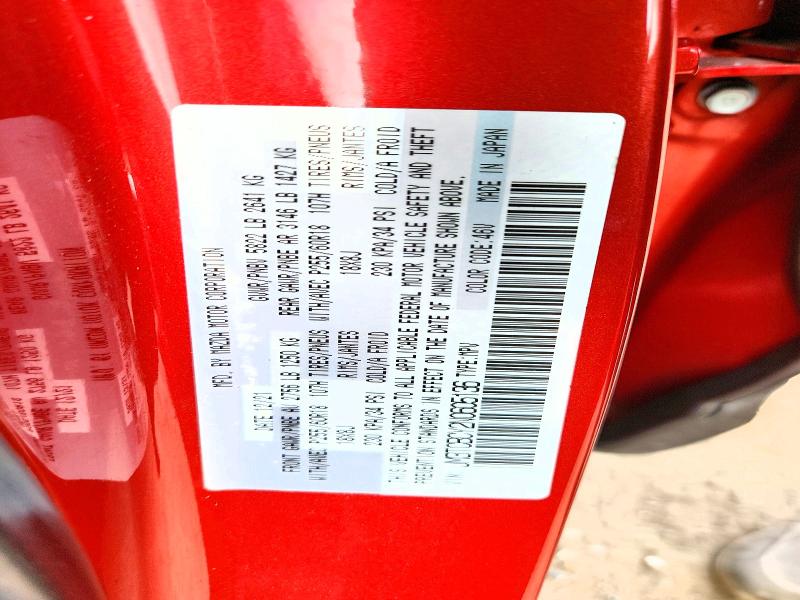 MFD. BY MAZDA MOTOR CORPORATION
DATE: GVWR/PNBV 5822 LB 2641 KG
FRONT GAWR/PNBE AV 2756 LB 1250 KG REAR GAWR/PNBE AR 3146 LB 1427 KG
WITH/AVEC P255/60R18 107H TIRES/PNEUS WITH/AVEC P255/60R18 107H TIRES/PNEUS
18X8J RIMS/JANTES 18X8J RIMS/JANTES
230 KPA/34 PSI COLD/A FROID 230 KPA/34 PSI COLD/A FROID
THIS VEHICLE CONFORMS TO ALL APPLICABLE FEDERAL MOTOR VEHICLE SAFETY AND THEFT
PREVENTION STANDARDS IN EFFECT ON THE DATE OF MANUFACTURE SHOWN ABOVE.
TYPE:MPV COLOR CODE:46V MADE IN JAPAN